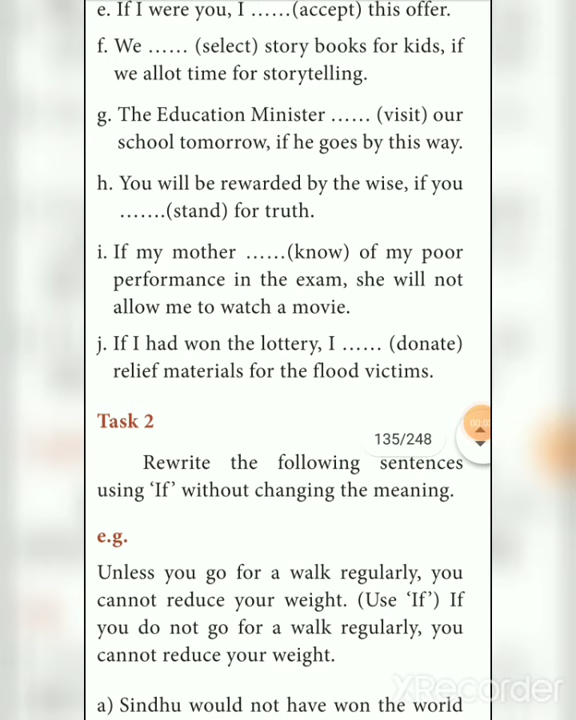 e. If I were you, I ......(accept) this offer.
f. We ...... (select) story books for kids, if
we allot time for storytelling.
g. The Education Minister ...... (visit) our
school tomorrow, if he goes by this way.
h. You will be rewarded by the wise, if you
.......(stand) for truth.
i. If my mother ......(know) of my poor
performance in the exam, she will not
allow me to watch a movie.
j. If I had won the lottery, I ...... (donate)
relief materials for the flood victims.
Task 2
135/248
Rewrite the following sentences
using ‘If’ without changing the meaning.
e.g.
Unless you go for a walk regularly, you
cannot reduce your weight. (Use ‘If’) If
you do not go for a walk regularly, you
cannot reduce your weight.
XRecorder
a) Sindhu would not have won the world